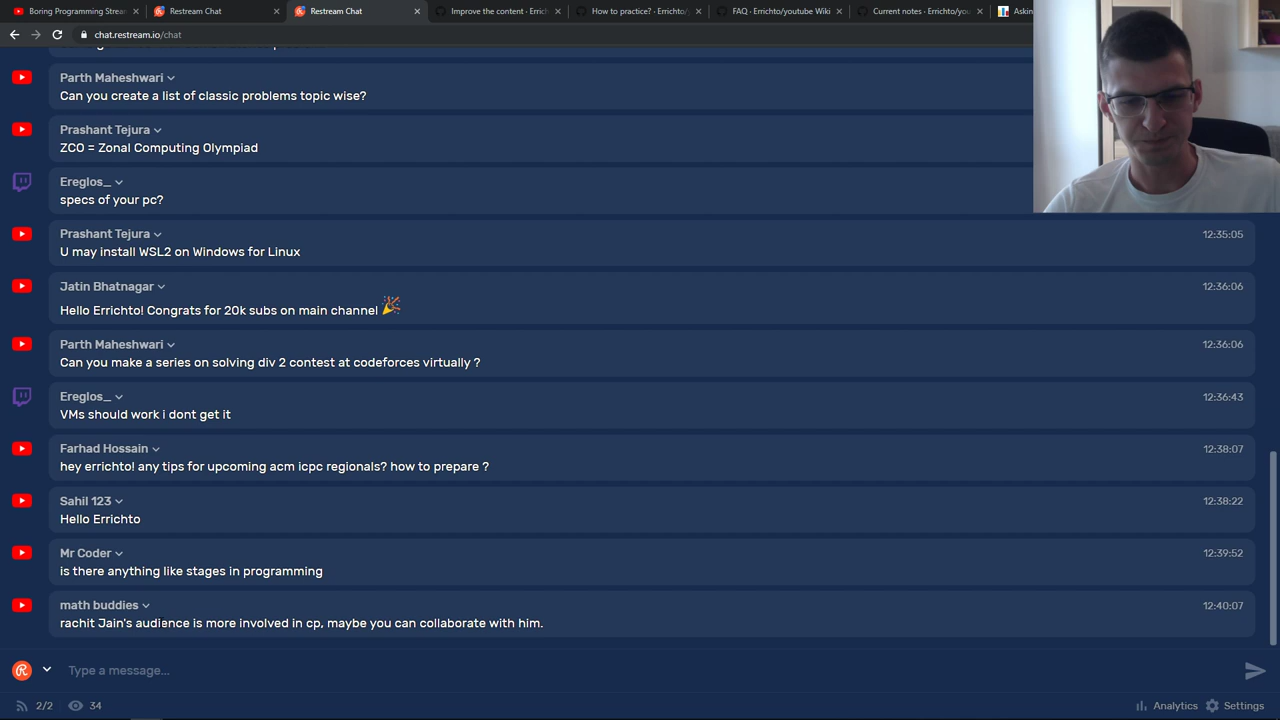 Boring Programming Stream
Restream Chat
Restream Chat
Improve the content · Erri
How to practice? · Errichto/
FAQ · Errichto/youtube Wiki
Current notes · Errichto/you
Askin
chat.restream.io/chat
Parth Maheshwari
Can you create a list of classic problems topic wise?
Prashant Tejura
ZCO = Zonal Computing Olympiad
Ereglos_
specs of your pc?
Prashant Tejura
12:35:05
U may install WSL2 on Windows for Linux
Jatin Bhatnagar
12:36:06
Hello Errichto! Congrats for 20k subs on main channel 🎉
Parth Maheshwari
12:36:06
Can you make a series on solving div 2 contest at codeforces virtually ?
Ereglos_
12:36:43
VMs should work i dont get it
Farhad Hossain
12:38:07
hey errichto! any tips for upcoming acm icpc regionals? how to prepare ?
Sahil 123
12:38:22
Hello Errichto
Mr Coder
12:39:52
is there anything like stages in programming
math buddies
12:40:07
rachit Jain's audience is more involved in cp, maybe you can collaborate with him.
Type a message...
2/2
34
Analytics
Settings